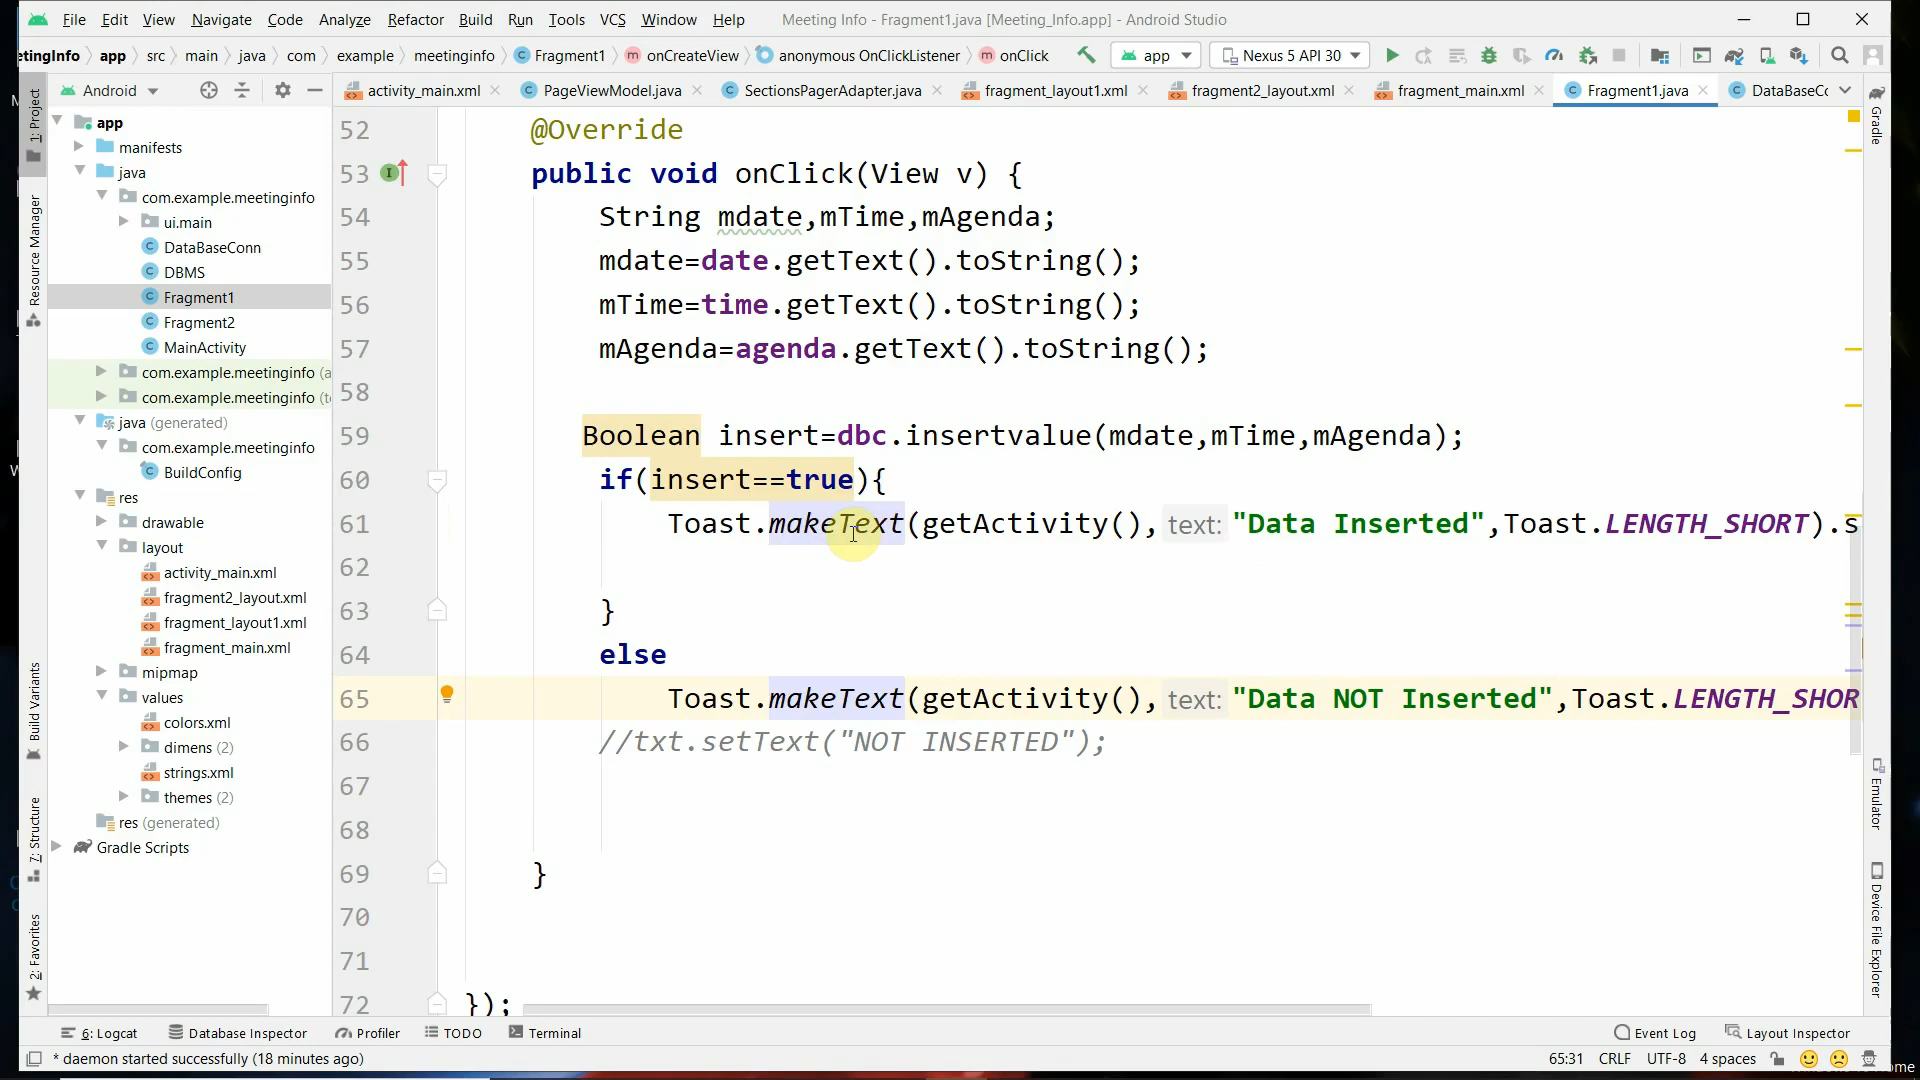 File Edit View Navigate Code Analyze Refactor Build Run Tools VCS Window Help Meeting Info - Fragment1.java [Meeting_Info.app] - Android Studio
etingInfo app src main java com example meetinginfo Fragment1 onCreateView anonymous OnClickListener onClick app Nexus 5 API 30
Android activity_main.xml PageViewModel.java SectionsPagerAdapter.java fragment_layout1.xml fragment2_layout.xml fragment_main.xml Fragment1.java DataBaseCo
1: Project
Resource Manager
Build Variants
7: Structure
2: Favorites
app
manifests
java
com.example.meetinginfo
ui.main
DataBaseConn
DBMS
Fragment1
Fragment2
MainActivity
com.example.meetinginfo (a
com.example.meetinginfo (t
java (generated)
com.example.meetinginfo
BuildConfig
res
drawable
layout
activity_main.xml
fragment2_layout.xml
fragment_layout1.xml
fragment_main.xml
mipmap
values
colors.xml
dimens (2)
strings.xml
themes (2)
res (generated)
Gradle Scripts
52 @Override
53 public void onClick(View v) {
54 String mdate,mTime,mAgenda;
55 mdate=date.getText().toString();
56 mTime=time.getText().toString();
57 mAgenda=agenda.getText().toString();
58
59 Boolean insert=dbc.insertvalue(mdate,mTime,mAgenda);
60 if(insert==true){
61 Toast.makeText(getActivity(), text: "Data Inserted",Toast.LENGTH_SHORT).s
62
63 }
64 else
65 Toast.makeText(getActivity(), text: "Data NOT Inserted",Toast.LENGTH_SHOR
66 //txt.setText("NOT INSERTED");
67
68
69 }
70
71
72 });
Gradle
Emulator
Device File Explorer
6: Logcat Database Inspector Profiler TODO Terminal Event Log Layout Inspector
* daemon started successfully (18 minutes ago) 65:31 CRLF UTF-8 4 spaces